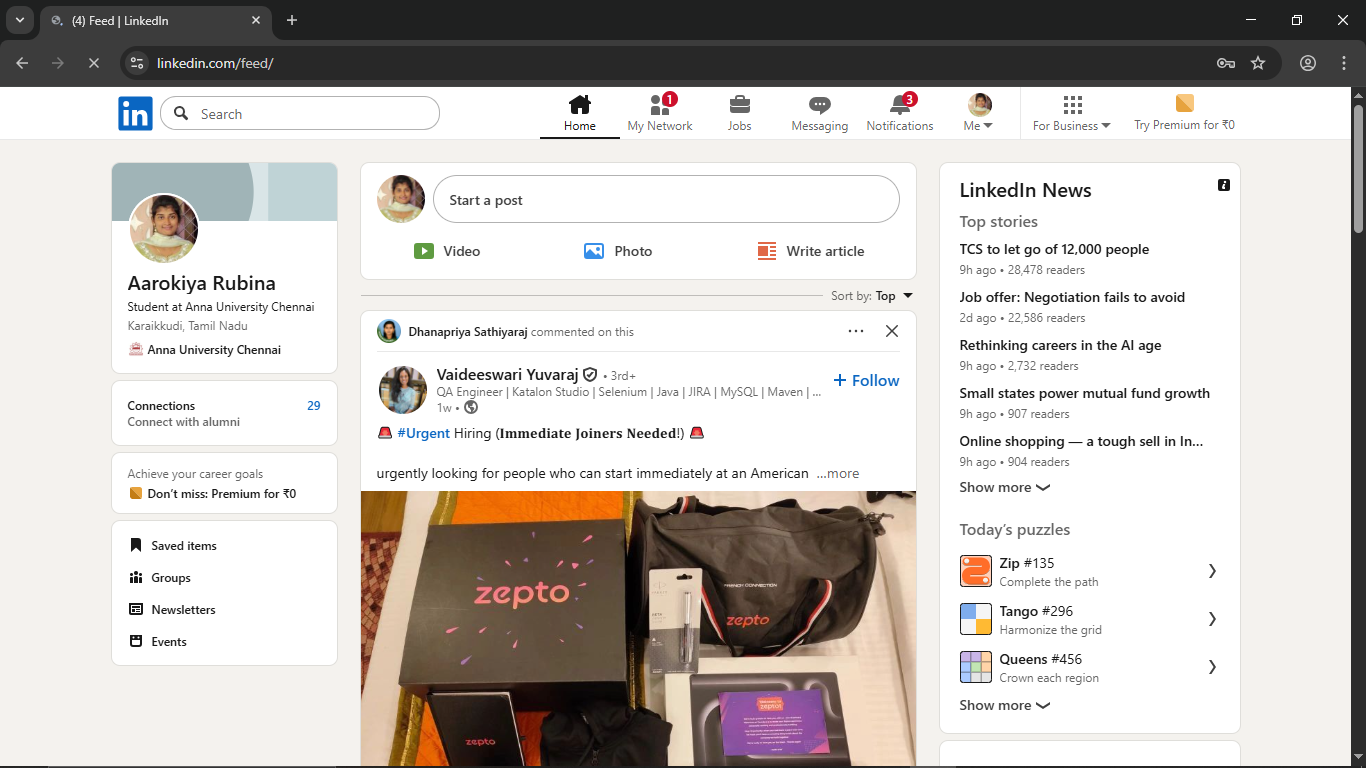 (4) Feed | LinkedIn
linkedin.com/feed/
in
Search
Home
1
My Network
Jobs
Messaging
3
Notifications
Me
For Business
Try Premium for ₹0
Aarokiya Rubina
Student at Anna University Chennai
Karaikkudi, Tamil Nadu
Anna University Chennai
Connections 29
Connect with alumni
Achieve your career goals
Don't miss: Premium for ₹0
Saved items
Groups
Newsletters
Events
Start a post
Video
Photo
Write article
Sort by: Top
Dhanapriya Sathiyaraj commented on this
Vaideeswari Yuvaraj • 3rd+
QA Engineer | Katalon Studio | Selenium | Java | JIRA | MySQL | Maven | ...
1w •
+ Follow
🚨 #Urgent Hiring (𝐈𝐦𝐦𝐞𝐝𝐢𝐚𝐭𝐞 𝐉𝐨𝐢𝐧𝐞𝐫𝐬 𝐍𝐞𝐞𝐝𝐞𝐝!) 🚨
urgently looking for people who can start immediately at an American ...more
zepto
FRENCH CONNECTION
zepto
zepto
zepto
LinkedIn News
Top stories
TCS to let go of 12,000 people
9h ago • 28,478 readers
Job offer: Negotiation fails to avoid
2d ago • 22,586 readers
Rethinking careers in the AI age
9h ago • 2,732 readers
Small states power mutual fund growth
9h ago • 907 readers
Online shopping — a tough sell in In...
9h ago • 904 readers
Show more
Today's puzzles
Zip #135
Complete the path
Tango #296
Harmonize the grid
Queens #456
Crown each region
Show more